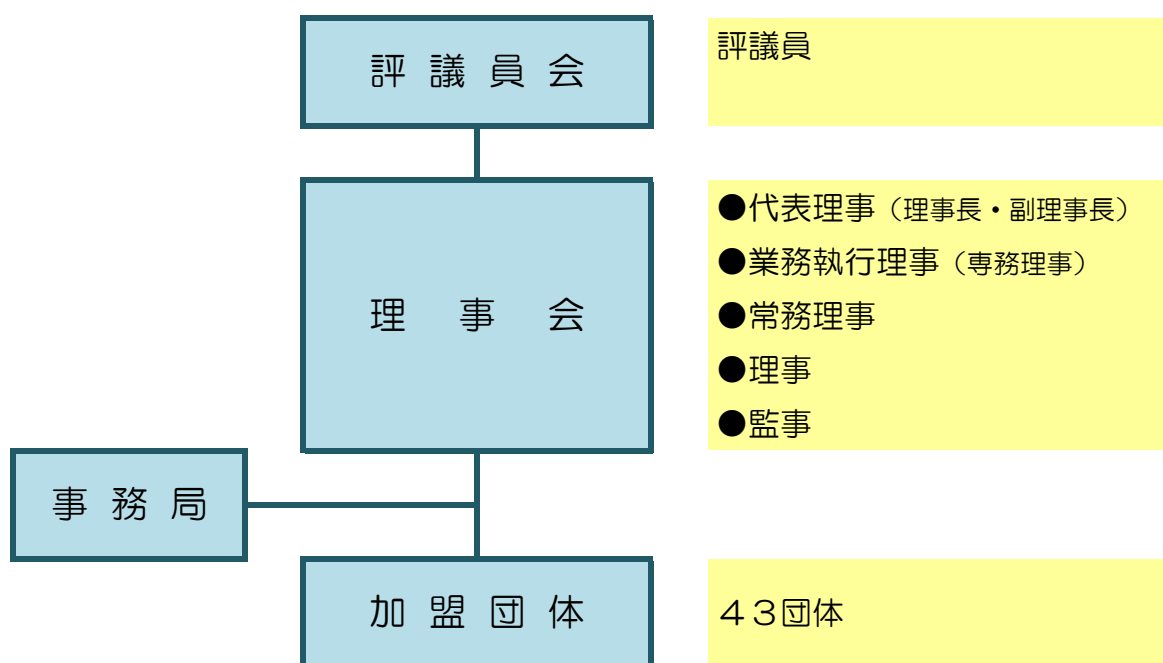 評議員会
評議員
理事会
●代表理事（理事長・副理事長）
●業務執行理事（専務理事）
●常務理事
●理事
●監事
事務局
加盟団体
４３団体